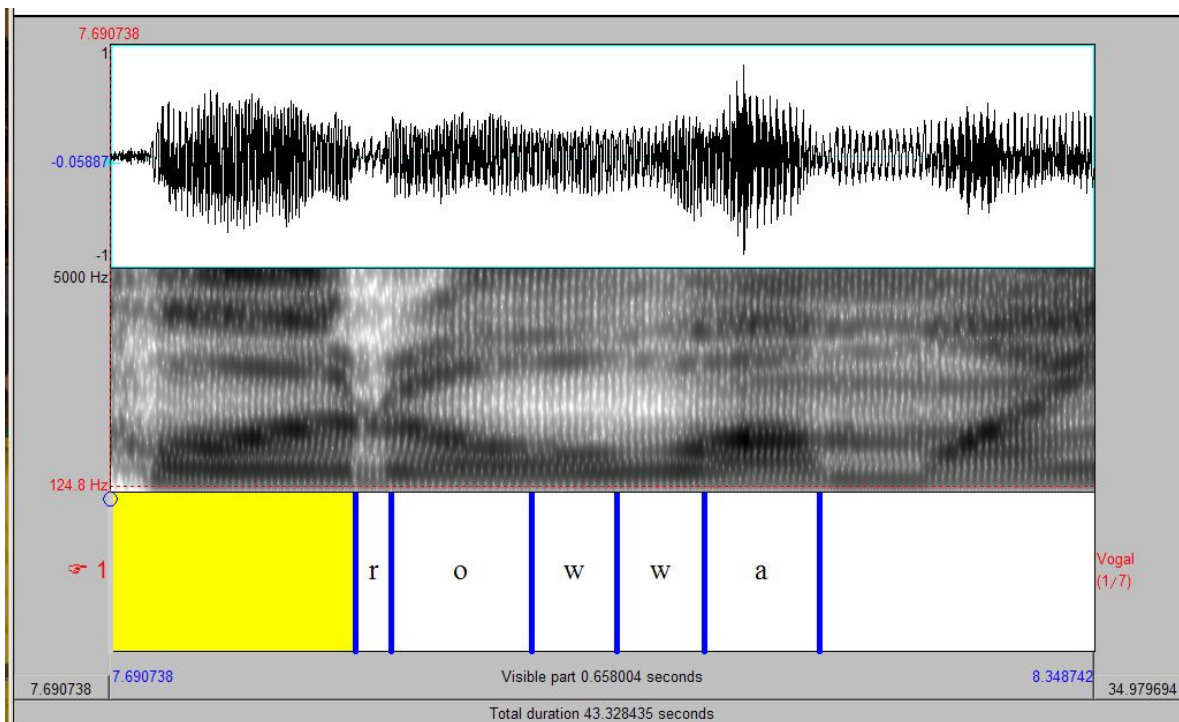 7.690738
1
-0.05887
-1
5000 Hz
124.8 Hz
☞ 1
r o w w a
Vogal
(1/7)
7.690738 Visible part 0.658004 seconds 8.348742
7.690738 34.979694
Total duration 43.328435 seconds